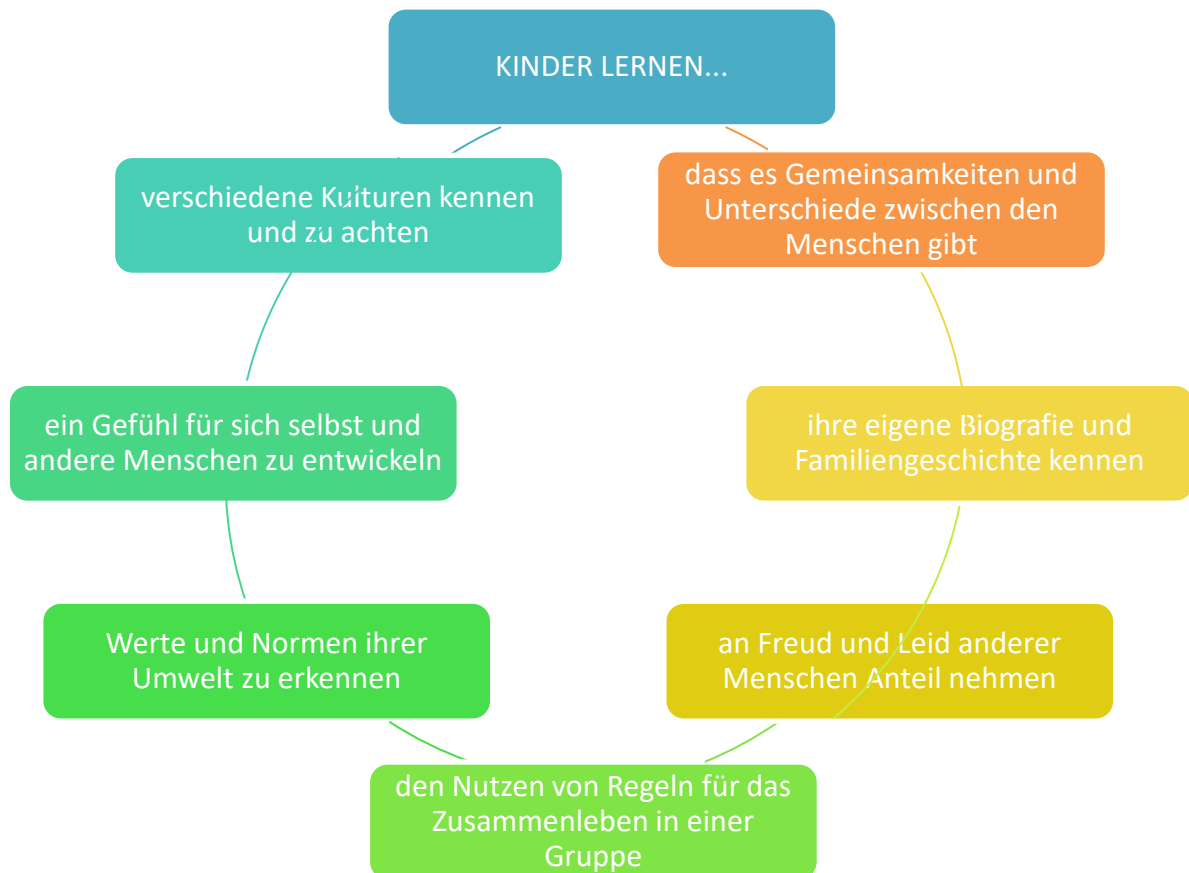 KINDER LERNEN...
dass es Gemeinsamkeiten und
Unterschiede zwischen den
Menschen gibt
ihre eigene Biografie und
Familiengeschichte kennen
an Freud und Leid anderer
Menschen Anteil nehmen
den Nutzen von Regeln für das
Zusammenleben in einer
Gruppe
Werte und Normen ihrer
Umwelt zu erkennen
ein Gefühl für sich selbst und
andere Menschen zu entwickeln
verschiedene Kulturen kennen
und zu achten